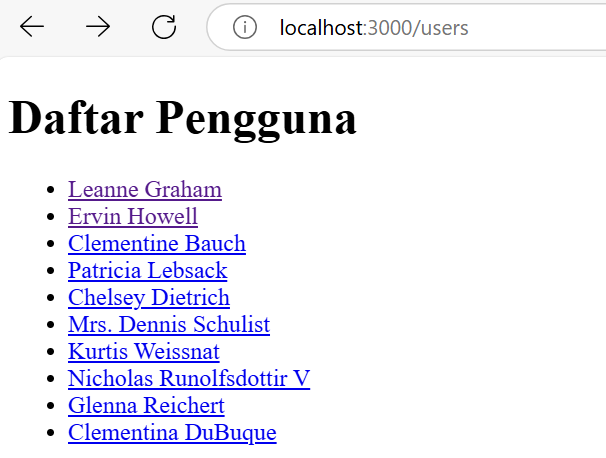 localhost:3000/users
Daftar Pengguna
Leanne Graham
Ervin Howell
Clementine Bauch
Patricia Lebsack
Chelsey Dietrich
Mrs. Dennis Schulist
Kurtis Weissnat
Nicholas Runolfsdottir V
Glenna Reichert
Clementina DuBuque